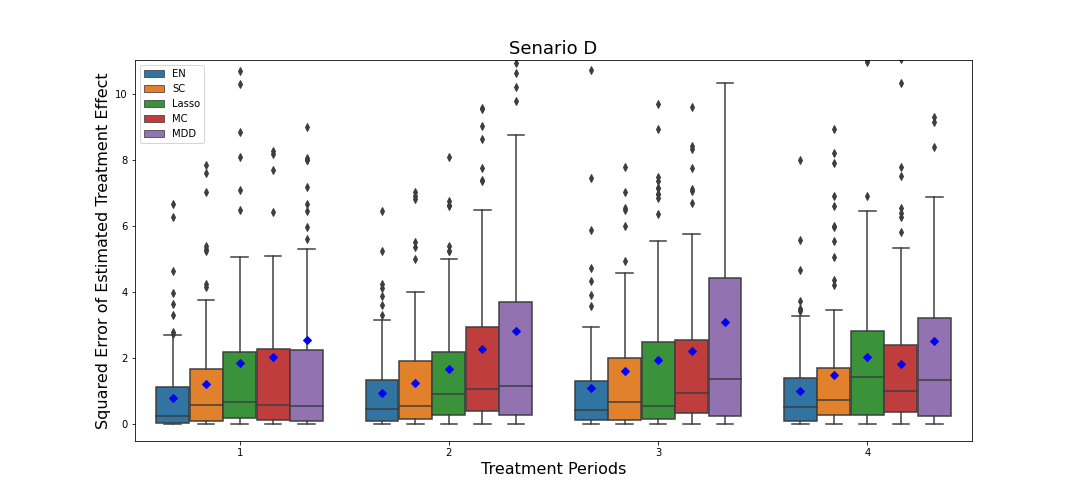 Senario D
EN
SC
Lasso
MC
MDD
Squared Error of Estimated Treatment Effect
10
8
6
4
2
0
1 2 3 4
Treatment Periods